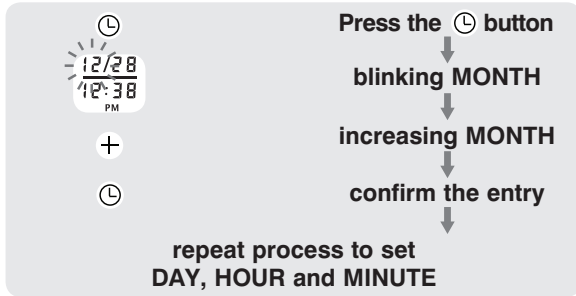 Press the button
12/28
12:38
PM
blinking MONTH
+
increasing MONTH
confirm the entry
repeat process to set
DAY, HOUR and MINUTE